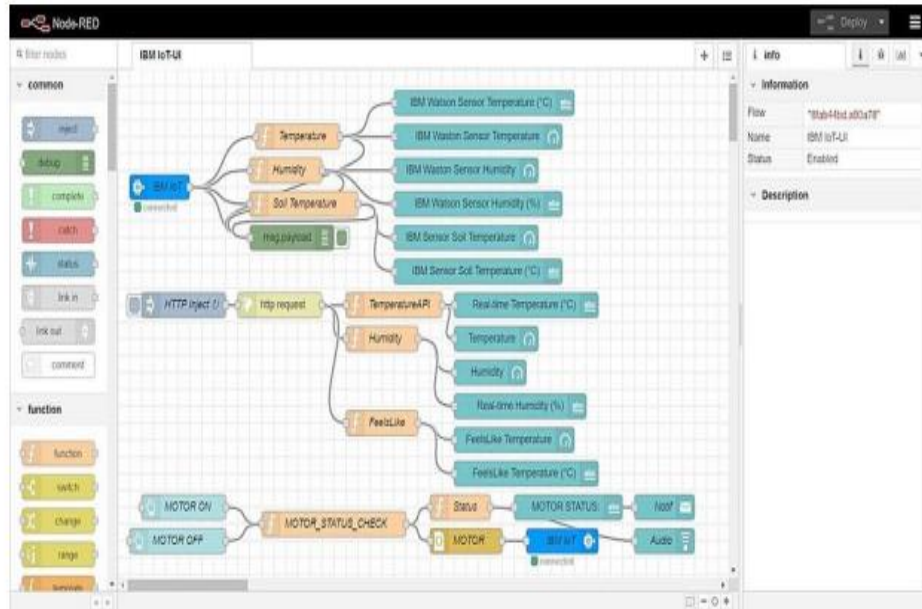 Node-RED
Deploy
filter nodes
common
inject
debug
complete
catch
status
link in
link out
comment
function
function
switch
change
range
template
IBM IoT-UI
IBM IoT
connected
Temperature
Humidity
Soil Temperature
msg.payload
IBM Watson Sensor Temperature (°C)
IBM Waston Sensor Temperature
IBM Waston Sensor Humidity
IBM Watson Sensor Humidity (%)
IBM Sensor Soil Temperature
IBM Sensor Soil Temperature (°C)
HTTP Inject
http request
TemperatureAPI
Humidity
FeelsLike
Real-time Temperature (°C)
Temperature
Humidity
Real-time Humidity (%)
FeelsLike Temperature
FeelsLike Temperature (°C)
MOTOR ON
MOTOR OFF
MOTOR_STATUS_CHECK
Status
MOTOR
MOTOR STATUS:
IBM IoT
connected
Notif
Audio
info
Information
Flow
Name IBM IoT-UI
Status Enabled
Description